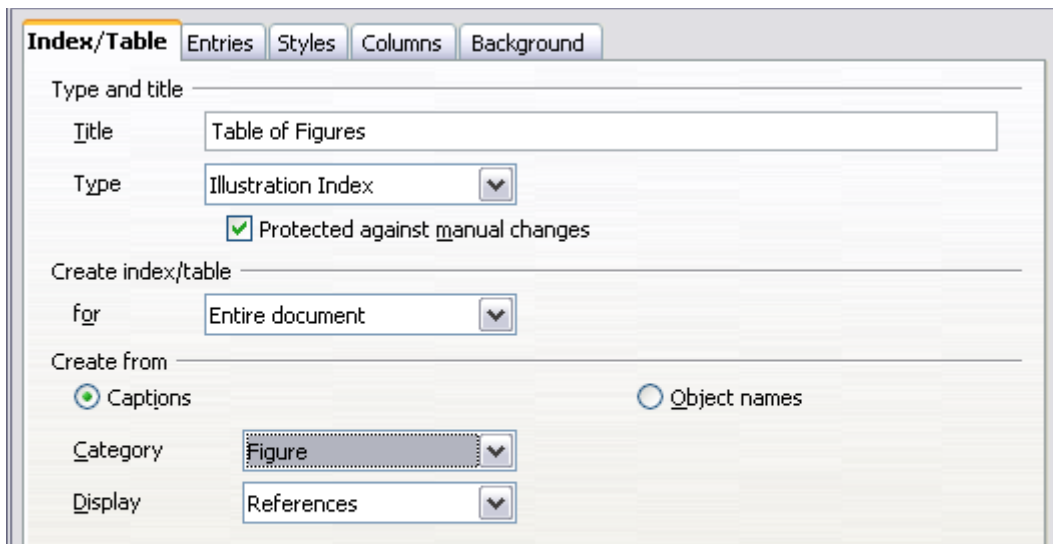 Index/Table Entries Styles Columns Background
Type and title
Title Table of Figures
Type Illustration Index
Protected against manual changes
Create index/table
for Entire document
Create from
Captions Object names
Category Figure
Display References